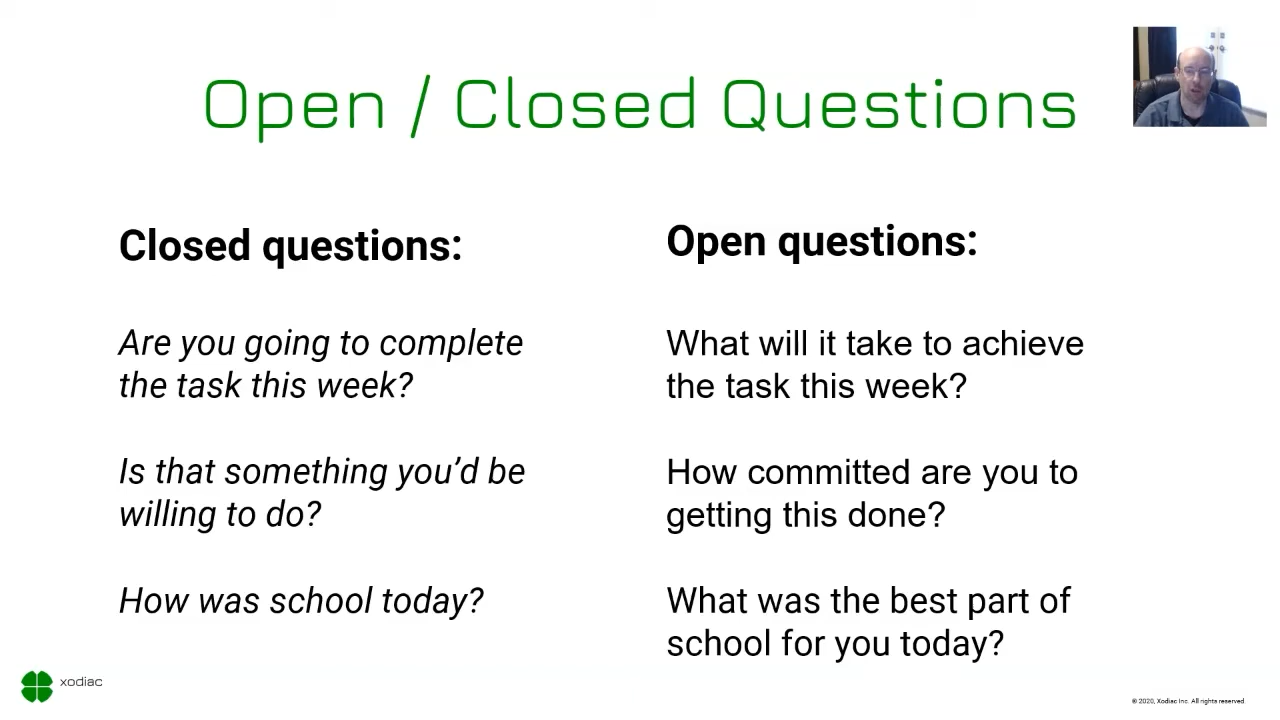 Open / Closed Questions
Closed questions:
Are you going to complete
the task this week?
Is that something you’d be
willing to do?
How was school today?
Open questions:
What will it take to achieve
the task this week?
How committed are you to
getting this done?
What was the best part of
school for you today?
xodiac
© 2020, Xodiac Inc. All rights reserved.